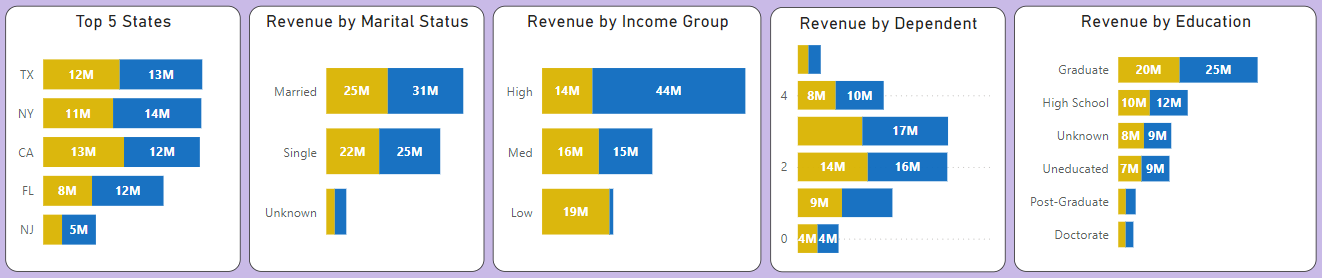 Top 5 States
TX 12M 13M
NY 11M 14M
CA 13M 12M
FL 8M 12M
NJ 5M
Revenue by Marital Status
Married 25M 31M
Single 22M 25M
Unknown
Revenue by Income Group
High 14M 44M
Med 16M 15M
Low 19M
Revenue by Dependent
4 8M 10M
17M
2 14M 16M
9M
0 4M 4M
Revenue by Education
Graduate 20M 25M
High School 10M 12M
Unknown 8M 9M
Uneducated 7M 9M
Post-Graduate
Doctorate